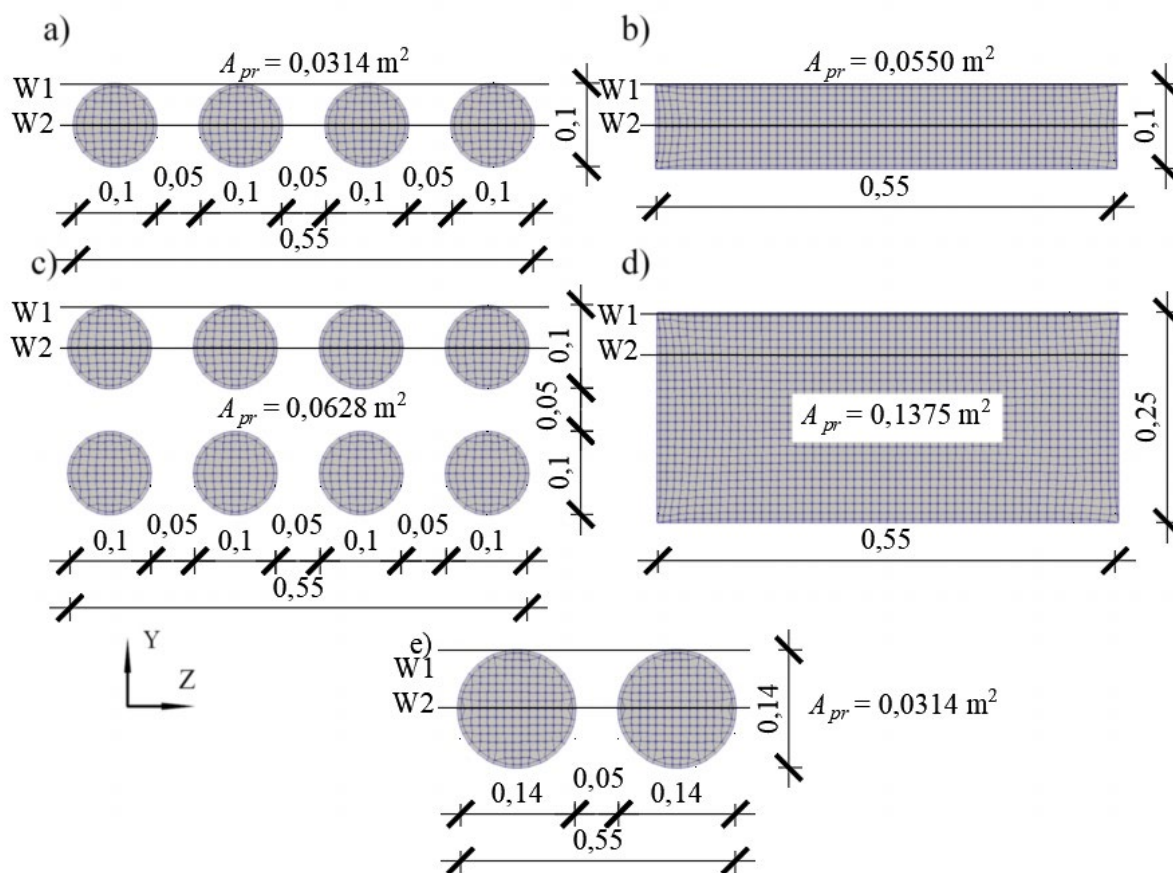 a)
A_pr = 0,0314 m²
W1
W2
0,1
0,05 0,05 0,05
0,1 0,1 0,1 0,1
0,55
b)
A_pr = 0,0550 m²
W1
W2
0,1
0,55
c)
W1
W2
0,1
A_pr = 0,0628 m²
0,05
0,1
0,05 0,05 0,05
0,1 0,1 0,1 0,1
0,55
d)
W1
W2
A_pr = 0,1375 m²
0,25
0,55
Y
Z
e)
W1
W2
0,14
A_pr = 0,0314 m²
0,05
0,14 0,14
0,55